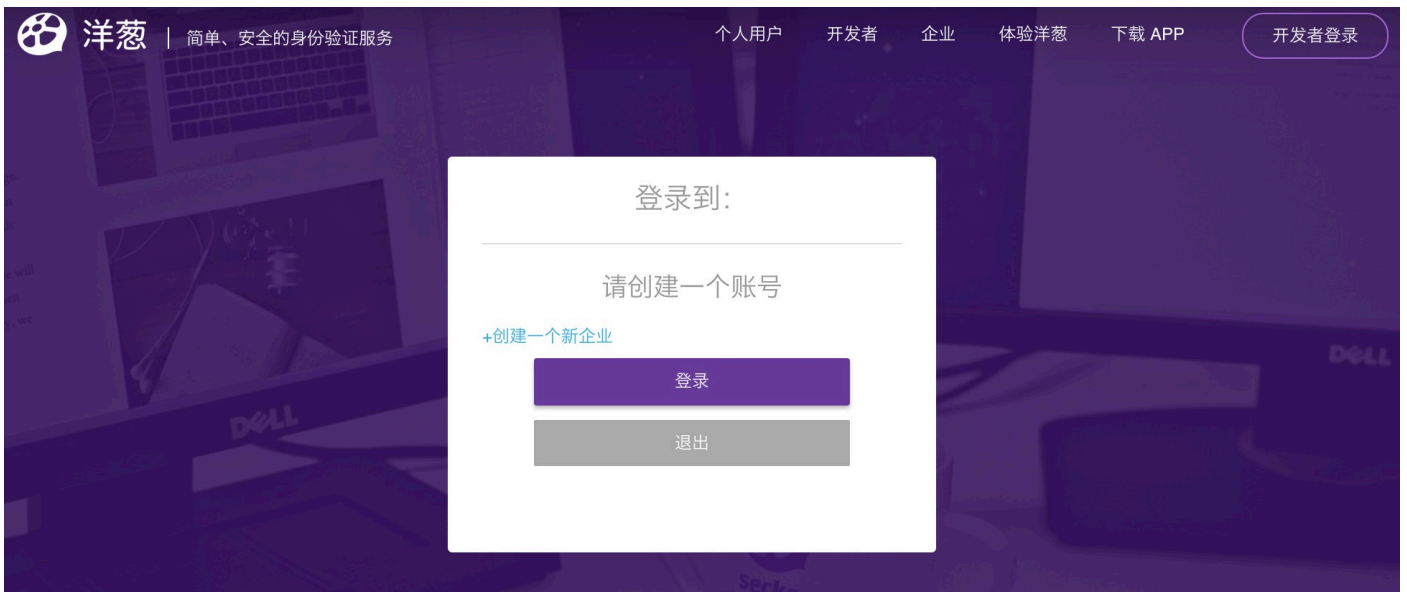 洋葱 | 简单、安全的身份验证服务 个人用户 开发者 企业 体验洋葱 下载 APP 开发者登录
登录到:
请创建一个账号
+创建一个新企业
登录
退出
DELL
DELL